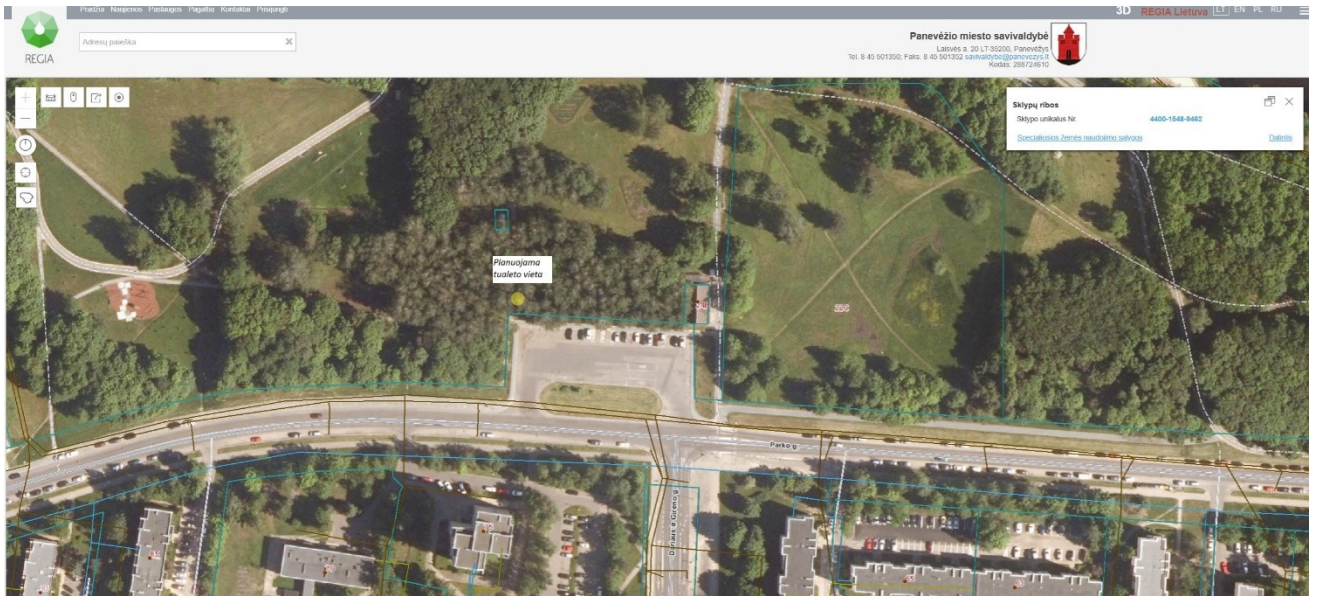 Pradžia Naujienos Paslaugos Pagalba Kontaktai Prisijungti
3D REGIA Lietuva LT EN PL RU
REGIA
Adresų paieška
Panevėžio miesto savivaldybė
Laisvės a. 20 LT-35200, Panevėžys
Tel. 8 45 501350; Faks. 8 45 501352 savivaldybe@panevezys.lt
Kodas: 288724610
Sklypų ribos
Sklypo unikalus Nr. 4400-1548-9462
Specialiosios žemės naudojimo sąlygos
Detalės
Planuojama
tualeto vieta
Parko g.